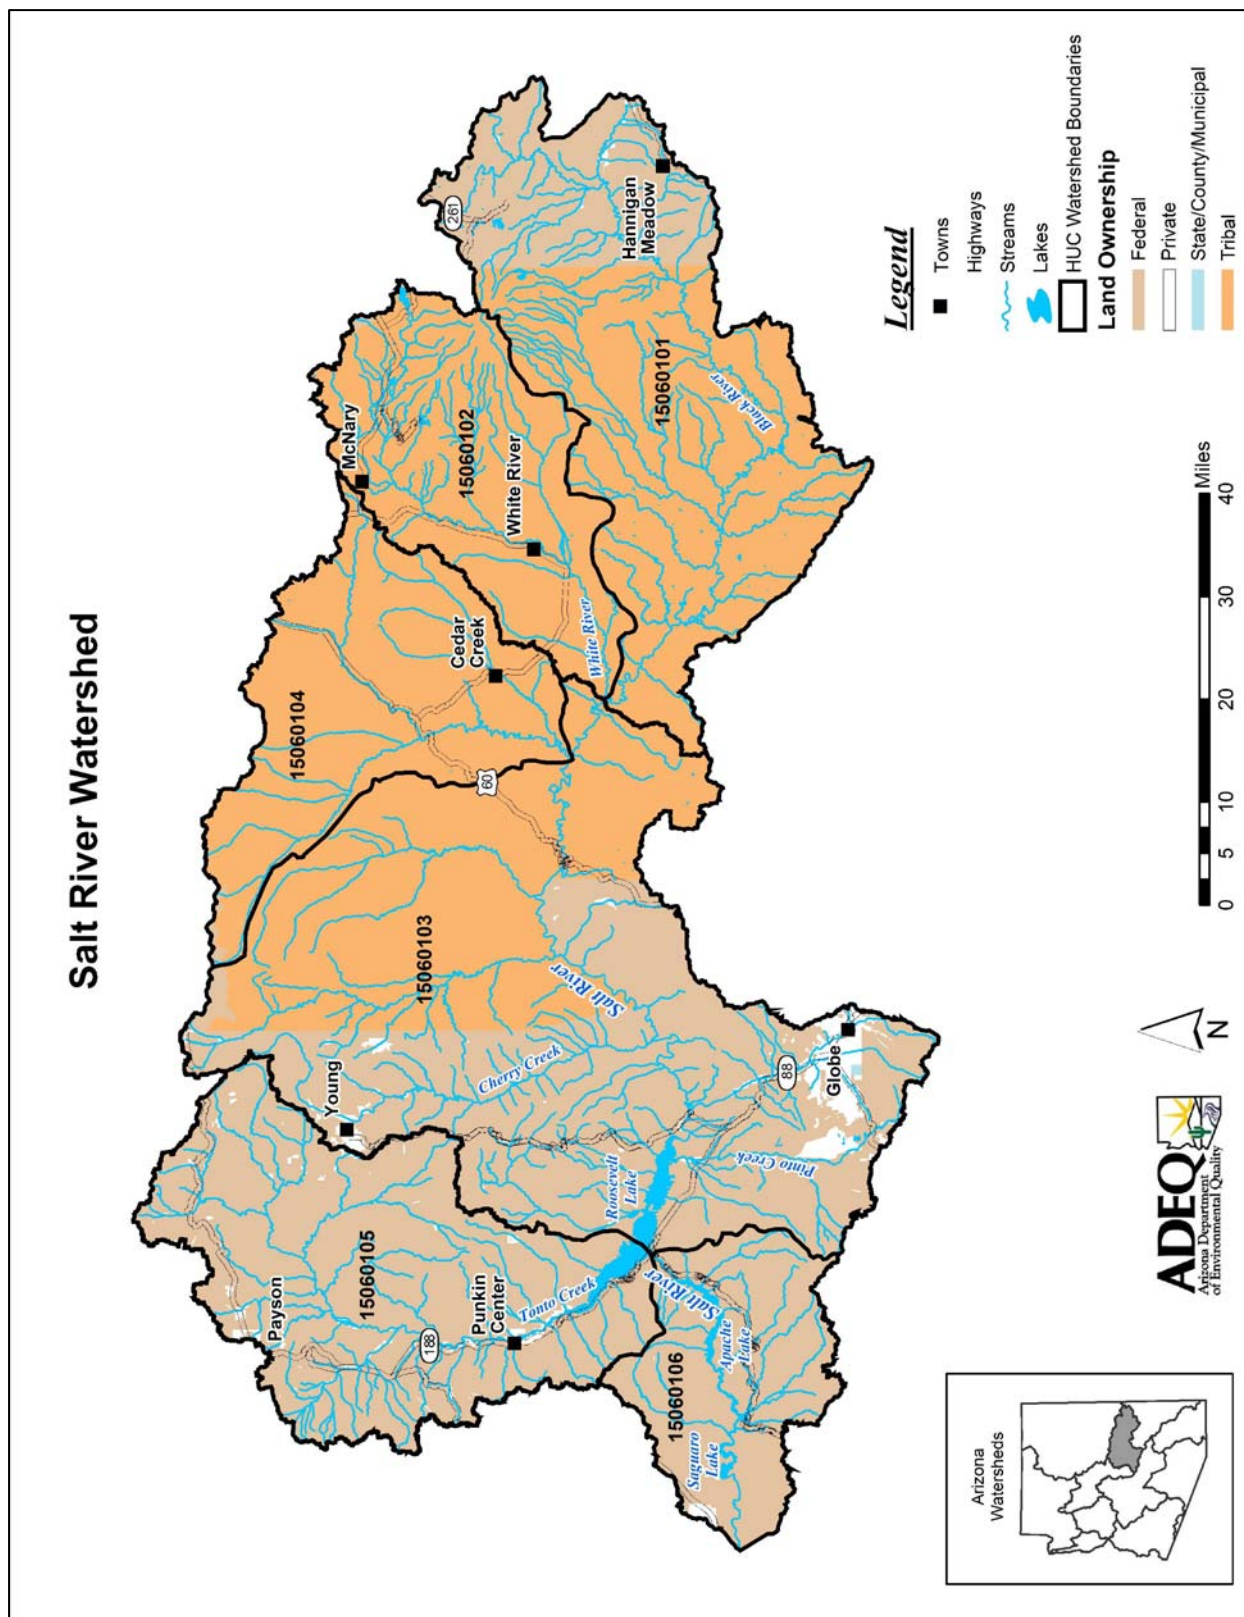 Salt River Watershed
261
Hannigan
Meadow
McNary
15060102
White River
15060101
Black River
White River
Cedar
Creek
15060104
60
15060103
Salt River
Cherry Creek
Young
88
Globe
Pinto Creek
Roosevelt
Lake
Payson
15060105
188
Punkin
Center
Tonto Creek
Salt River
Apache
Lake
15060106
Saguaro
Lake
Legend
Towns
Highways
Streams
Lakes
HUC Watershed Boundaries
Land Ownership
Federal
Private
State/County/Municipal
Tribal
0 5 10 20 30 40
Miles
N
ADEQ
Arizona Department
of Environmental Quality
Arizona
Watersheds